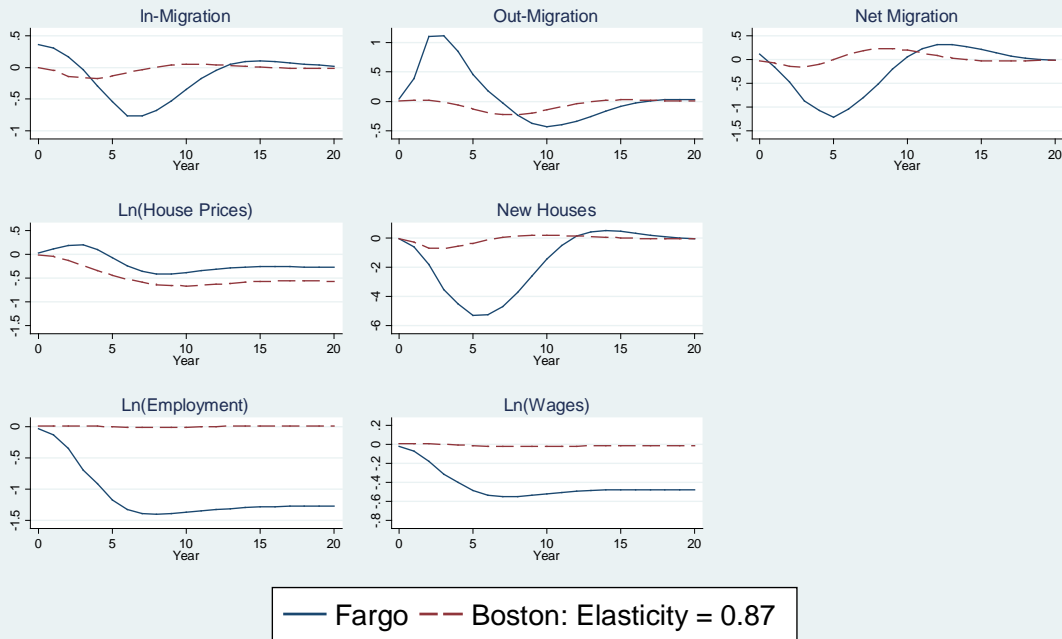 In-Migration
.5
0
-.5
-1
0 5 10 15 20
Year
Out-Migration
1
.5
0
-.5
0 5 10 15 20
Year
Net Migration
.5
0
-.5
-1
-1.5
0 5 10 15 20
Year
Ln(House Prices)
.5
0
-.5
-1
-1.5
0 5 10 15 20
Year
New Houses
0
-2
-4
-6
0 5 10 15 20
Year
Ln(Employment)
0
-.5
-1
-1.5
0 5 10 15 20
Year
Ln(Wages)
.2
0
-.2
-.4
-.6
-.8
0 5 10 15 20
Year
Fargo Boston: Elasticity = 0.87